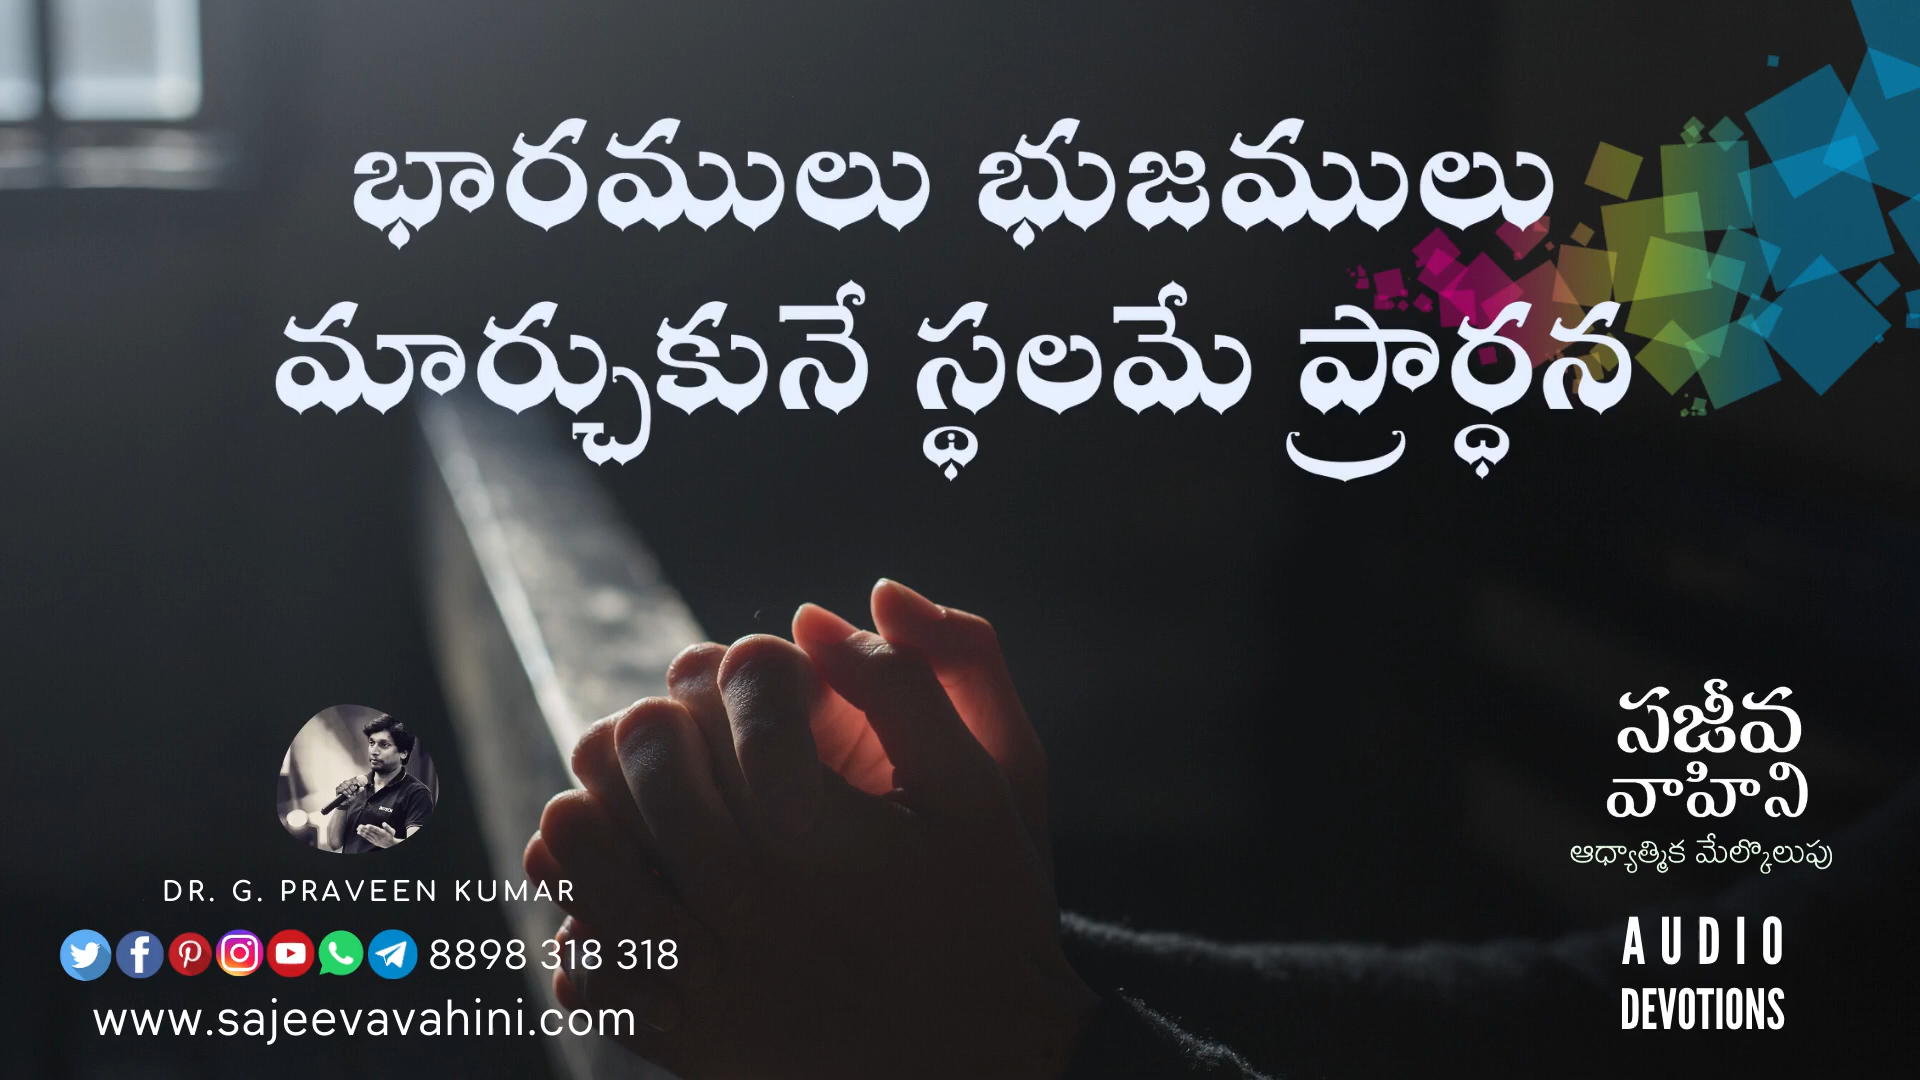 భారములు భుజములు
మార్చుకునే స్థలమే ప్రార్థన
సజీవ
వాహిని
ఆధ్యాత్మిక మేల్కొలుపు
DR. G. PRAVEEN KUMAR
8898 318 318
www.sajeevavahini.com
AUDIO
DEVOTIONS